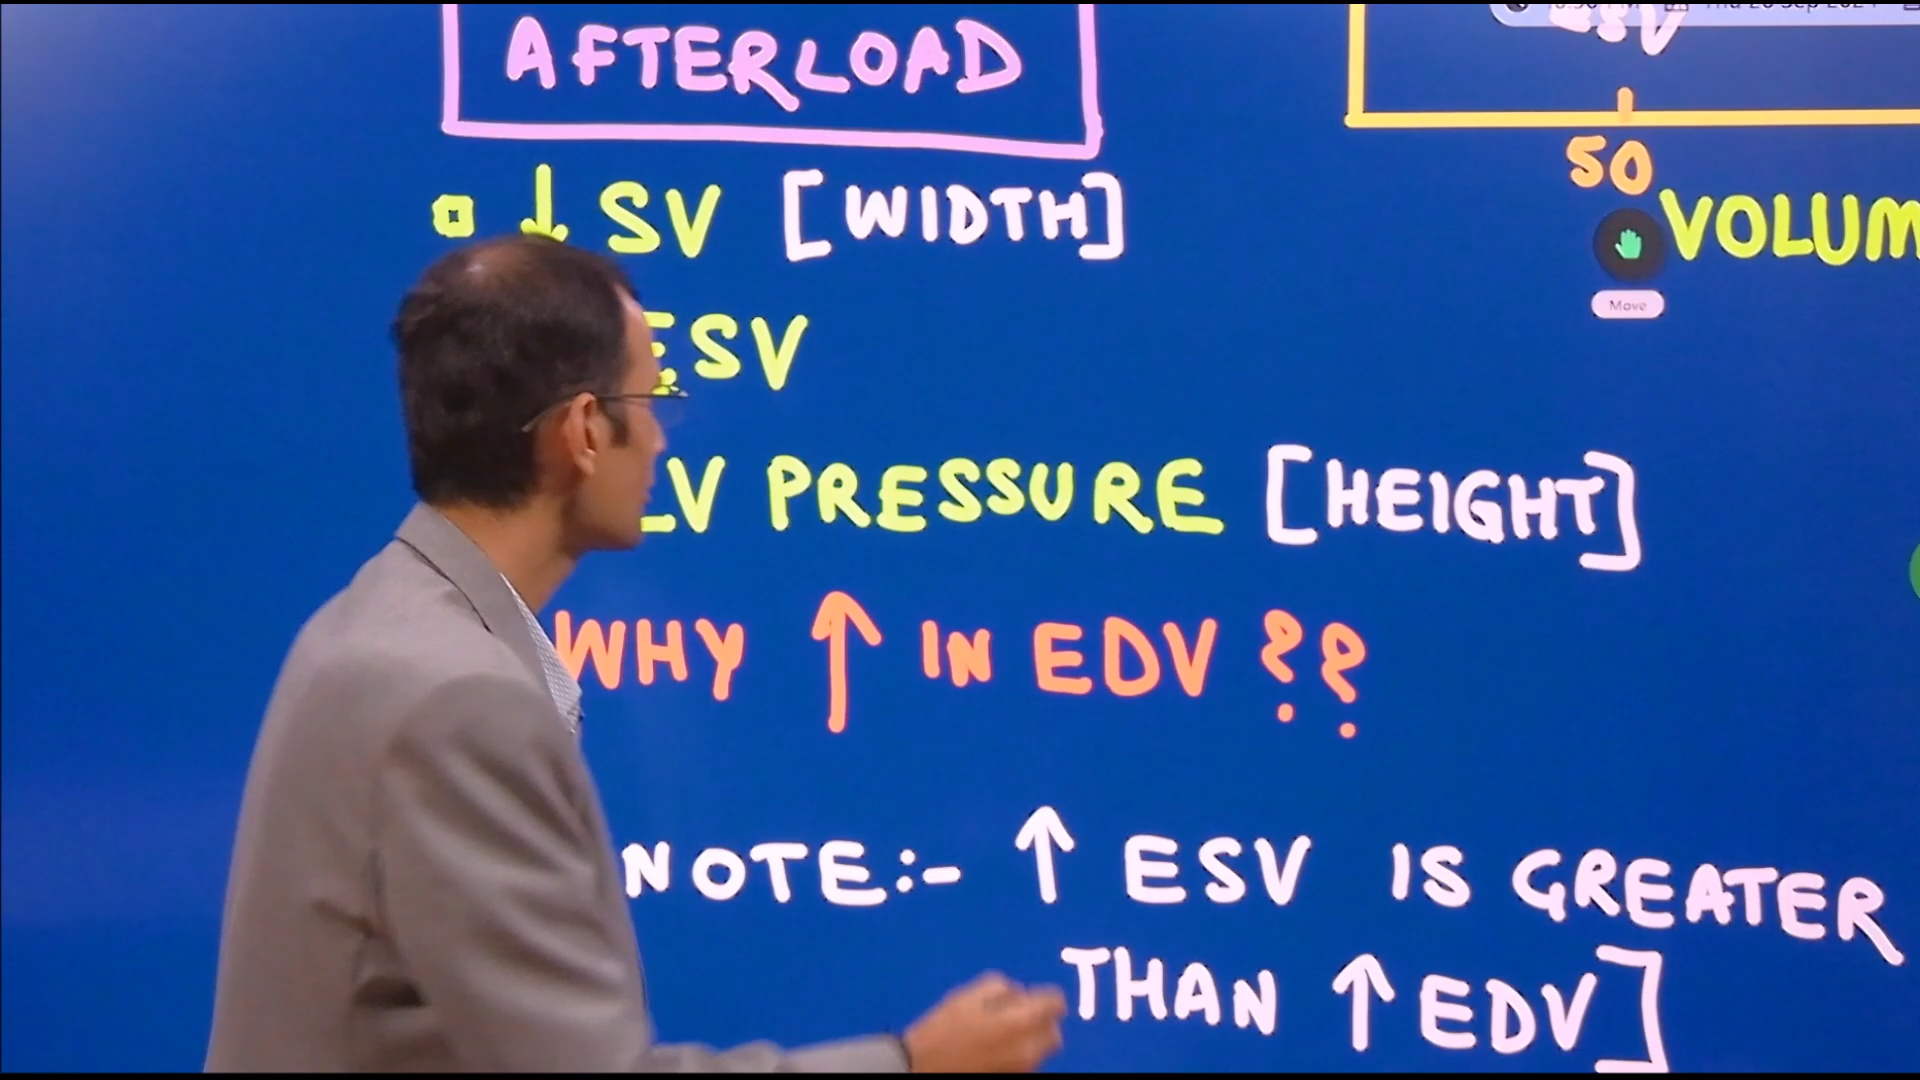 AFTERLOAD
↓ SV [WIDTH]
ESV
LV PRESSURE [HEIGHT]
WHY ↑ IN EDV ??
NOTE:- ↑ ESV IS GREATER
THAN ↑ EDV]
ESV
50
VOLUM
Move